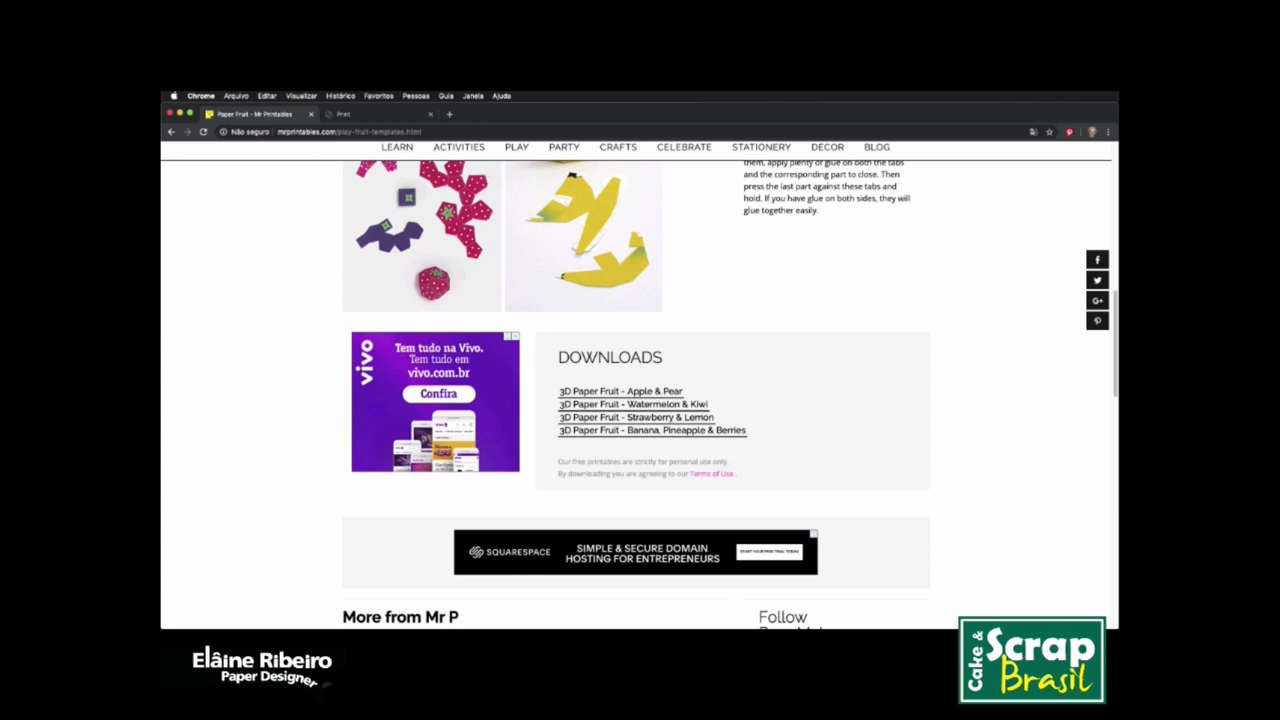 Chrome Arquivo Editar Visualizar Histórico Favoritos Pessoas Guia Janela Ajuda
Paper Fruit - Mr Printables
Print
Não seguro mrprintables.com/play-fruit-templates.html
LEARN ACTIVITIES PLAY PARTY CRAFTS CELEBRATE STATIONERY DECOR BLOG
them, apply plenty of glue on both the tabs
and the corresponding part to close. Then
press the last part against these tabs and
hold. If you have glue on both sides, they will
glue together easily.
vivo
Tem tudo na Vivo.
Tem tudo em
vivo.com.br
Confira
DOWNLOADS
3D Paper Fruit - Apple & Pear
3D Paper Fruit - Watermelon & Kiwi
3D Paper Fruit - Strawberry & Lemon
3D Paper Fruit - Banana, Pineapple & Berries
Our free printables are strictly for personal use only.
By downloading you are agreeing to our Terms of Use .
SQUARESPACE
SIMPLE & SECURE DOMAIN
HOSTING FOR ENTREPRENEURS
START YOUR FREE TRIAL TODAY
More from Mr P
Follow
Elaine Ribeiro
Paper Designer
Cake &
Scrap
Brasil